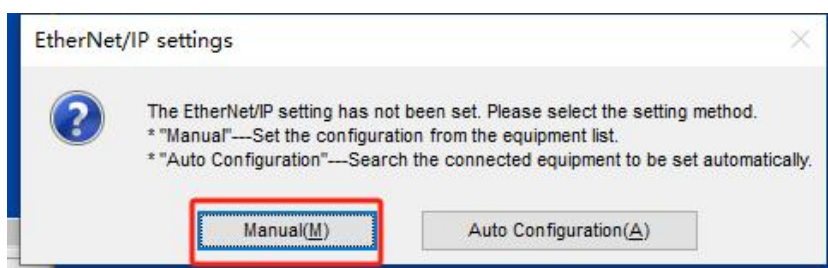 EtherNet/IP settings
The EtherNet/IP setting has not been set. Please select the setting method.
* "Manual"---Set the configuration from the equipment list.
* "Auto Configuration"---Search the connected equipment to be set automatically.
Manual(M) Auto Configuration(A)